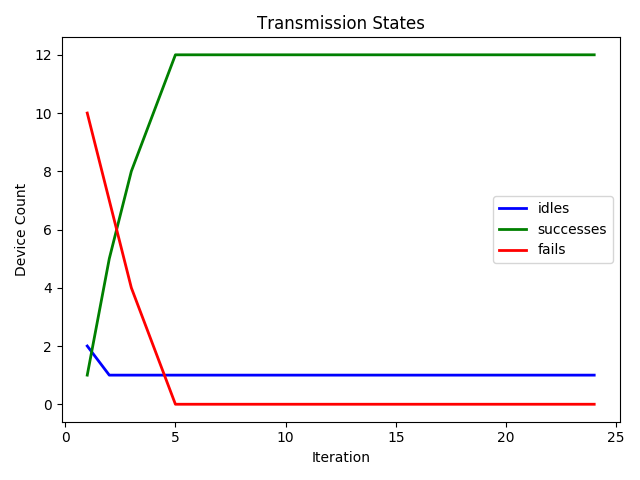 Transmission States
Device Count
12
10
8
6
4
2
0
idles
successes
fails
0 5 10 15 20 25
Iteration